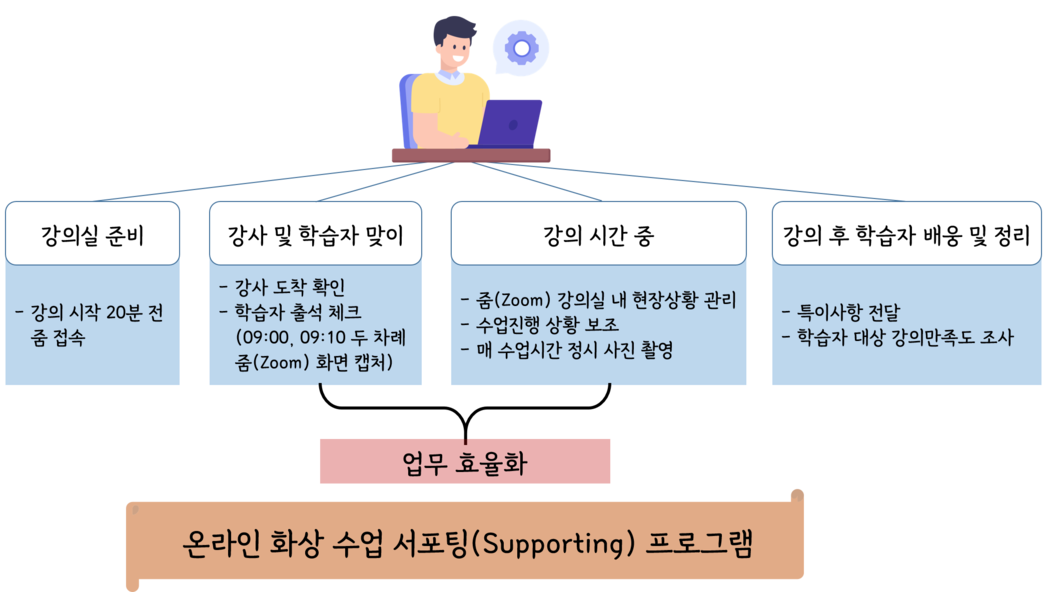 강의실 준비
- 강의 시작 20분 전
줌 접속
강사 및 학습자 맞이
- 강사 도착 확인
- 학습자 출석 체크
(09:00, 09:10 두 차례
줌(Zoom) 화면 캡처)
강의 시간 중
- 줌(Zoom) 강의실 내 현장상황 관리
- 수업진행 상황 보조
- 매 수업시간 정시 사진 촬영
강의 후 학습자 배웅 및 정리
- 특이사항 전달
- 학습자 대상 강의만족도 조사
업무 효율화
온라인 화상 수업 서포팅(Supporting) 프로그램